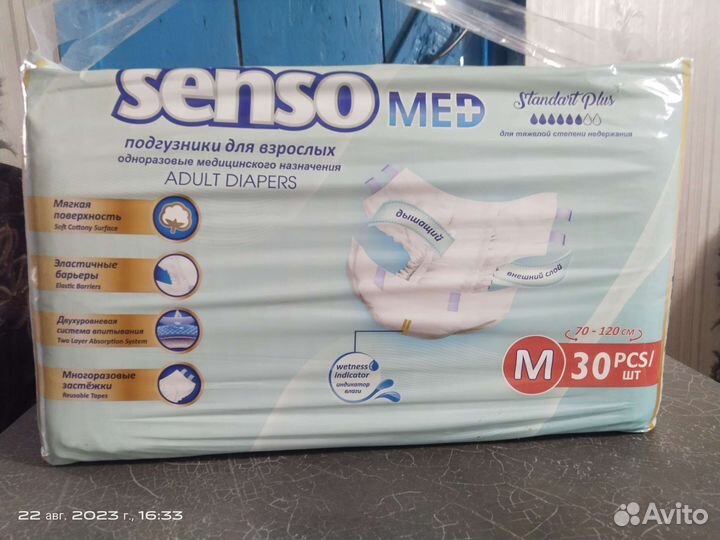 senso MED+
Standart Plus
для тяжелой степени недержания
подгузники для взрослых
одноразовые медицинского назначения
ADULT DIAPERS
Мягкая
поверхность
Soft Cottony Surface
Эластичные
барьеры
Elastic Barriers
Двухуровневая
система впитывания
Two Layer Absorption System
Многоразовые
застёжки
Reusable Tapes
дышащий
внешний слой
wetness
indicator
индикатор
влаги
70 - 120 см
M 30 PCS/
ШТ
22 авг. 2023 г., 16:33
Avito